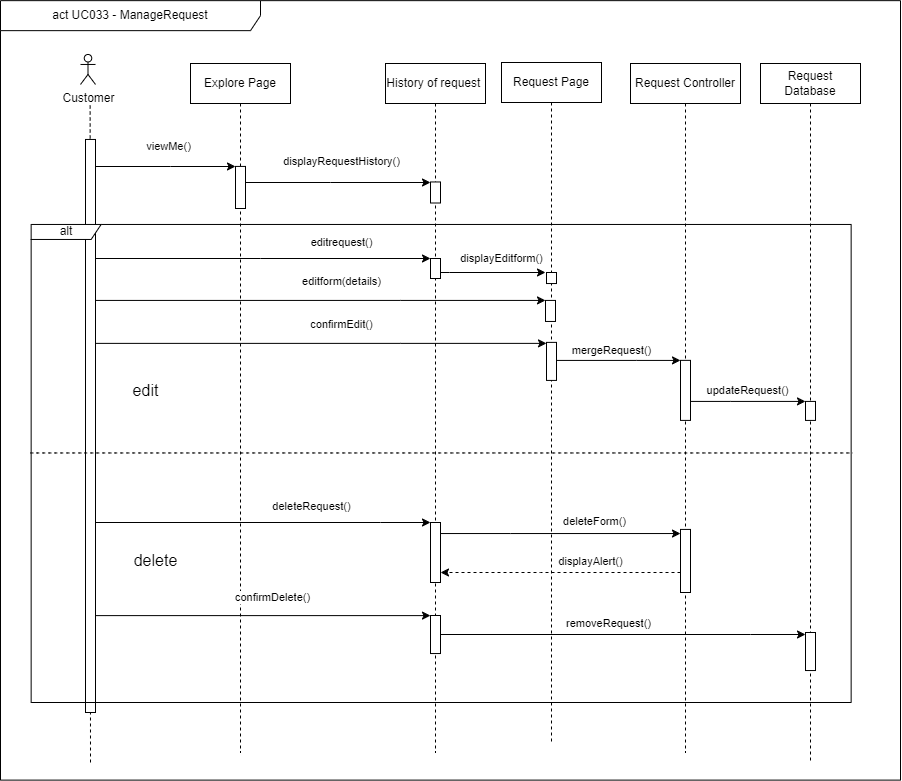 act UC033 - ManageRequest
Customer
Explore Page
History of request
Request Page
Request Controller
Request
Database
viewMe()
displayRequestHistory()
alt
editrequest()
displayEditform()
editform(details)
confirmEdit()
mergeRequest()
edit
updateRequest()
deleteRequest()
deleteForm()
delete
displayAlert()
confirmDelete()
removeRequest()